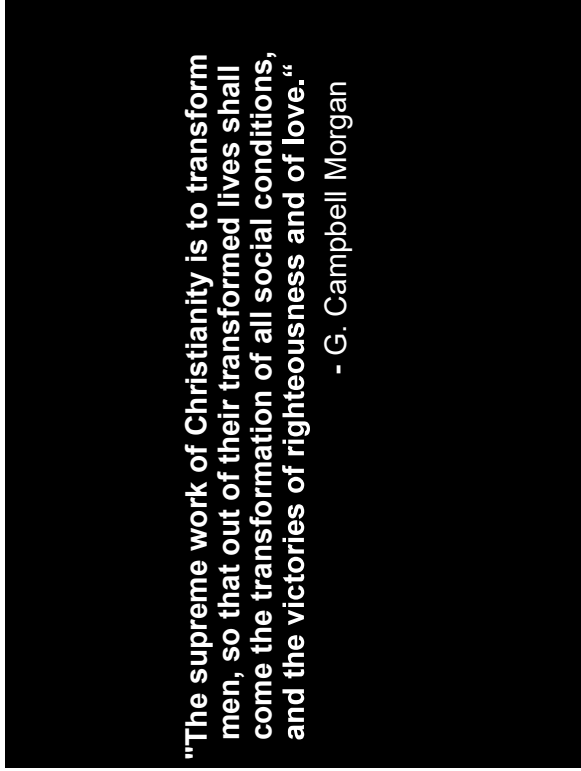 "The supreme work of Christianity is to transform
men, so that out of their transformed lives shall
come the transformation of all social conditions,
and the victories of righteousness and of love.“
- G. Campbell Morgan